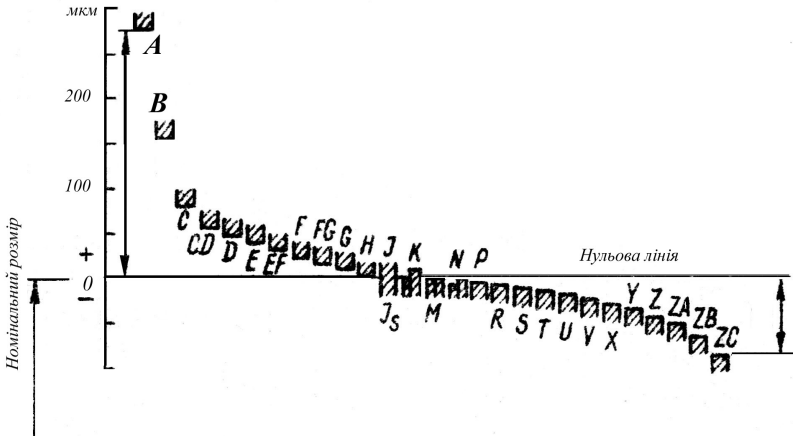 мкм
A
B
200
100
C
CD
D
E
EF
F
FG
G
H
J
K
N
P
+
0
−
Нульова лінія
Js
M
R
S
T
U
V
X
Y
Z
ZA
ZB
ZC
Номінальний розмір